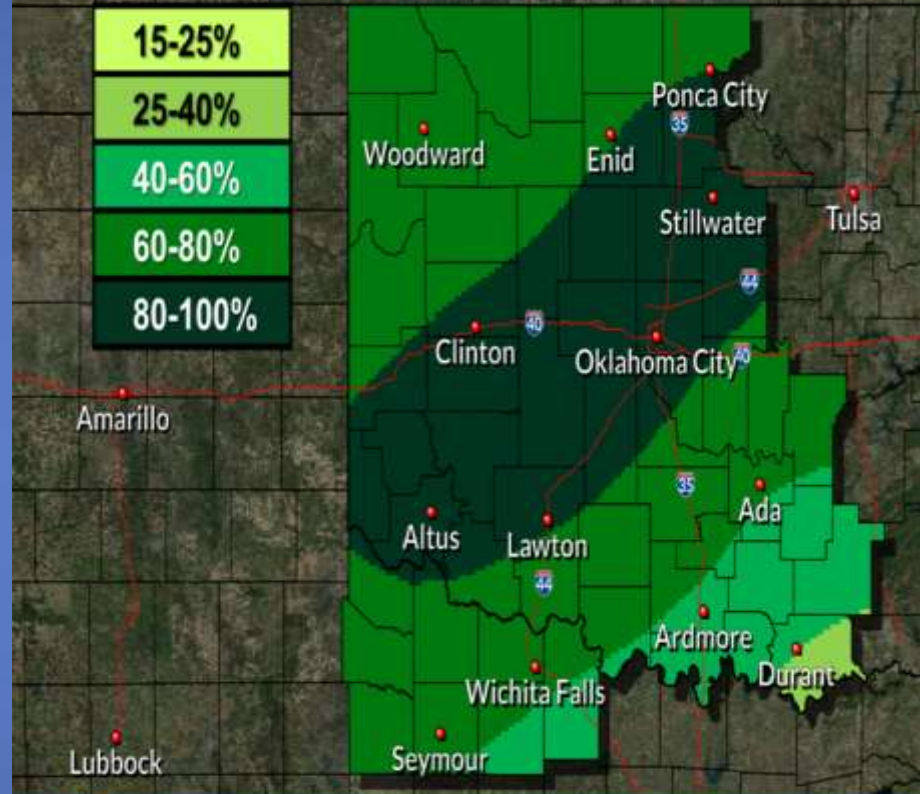 15-25%
25-40%
40-60%
60-80%
80-100%
Ponca City
35
Woodward
Enid
Stillwater
Tulsa
44
Clinton
40
Oklahoma City
40
Amarillo
35
Ada
Altus
Lawton
44
Ardmore
Durant
Wichita Falls
Seymour
Lubbock